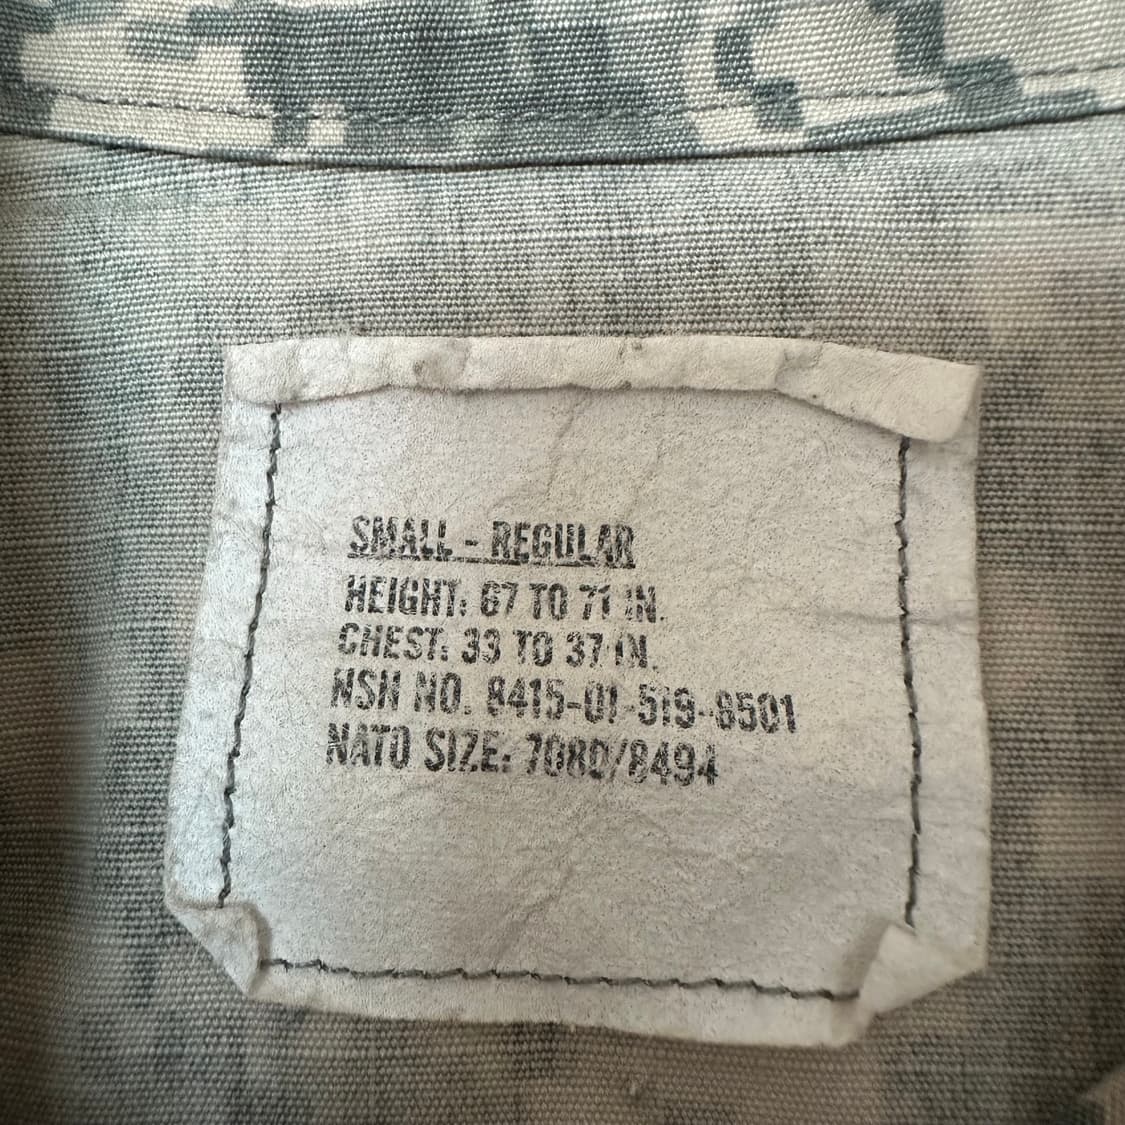 SMALL - REGULAR
HEIGHT: 67 TO 71 IN.
CHEST: 33 TO 37 IN.
NSN NO. 8415-01-519-8501
NATO SIZE: 7080/8494